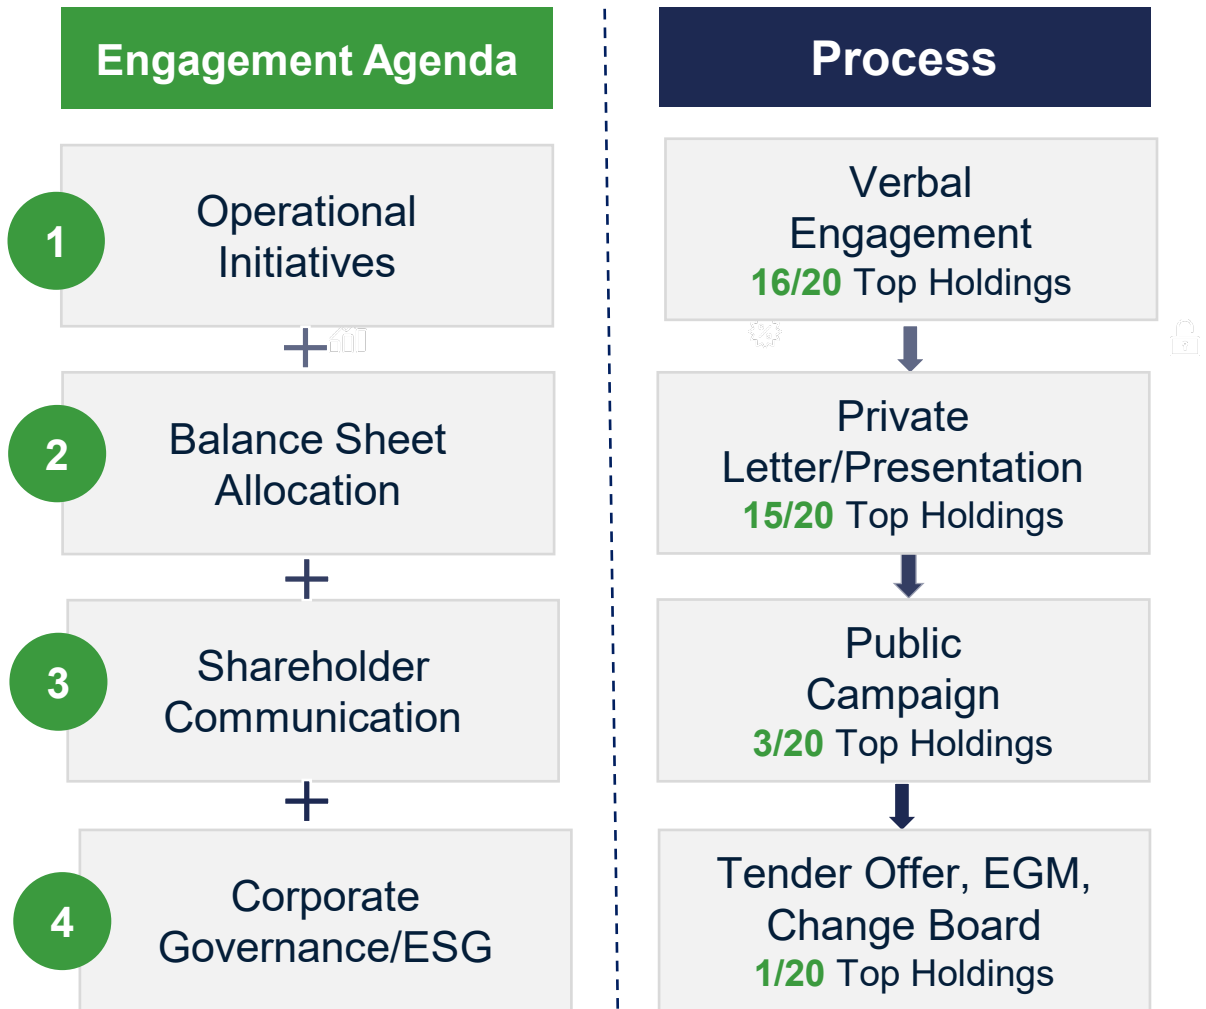 Engagement Agenda
Process
1
Operational
Initiatives
Verbal
Engagement
16/20 Top Holdings
2
Balance Sheet
Allocation
Private
Letter/Presentation
15/20 Top Holdings
3
Shareholder
Communication
Public
Campaign
3/20 Top Holdings
4
Corporate
Governance/ESG
Tender Offer, EGM,
Change Board
1/20 Top Holdings